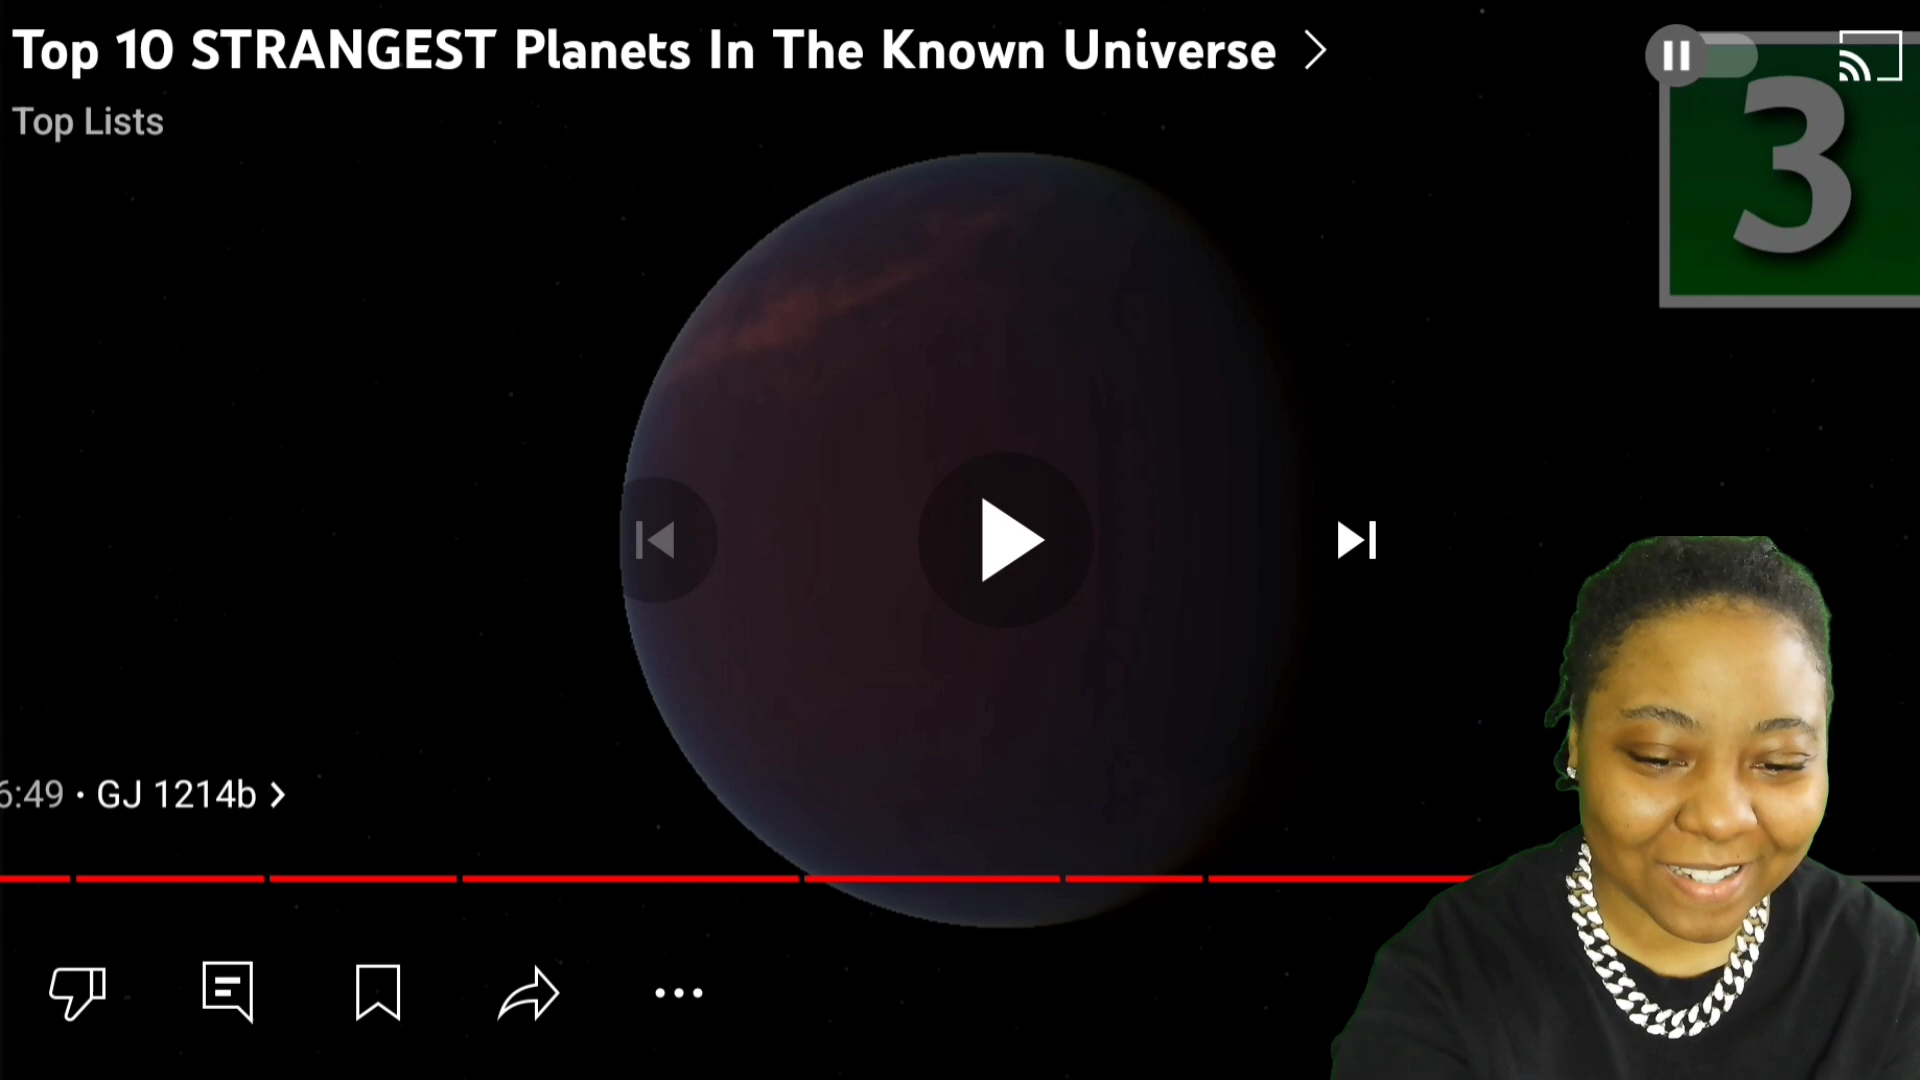 Top 10 STRANGEST Planets In The Known Universe
Top Lists
3
6:49 · GJ 1214b